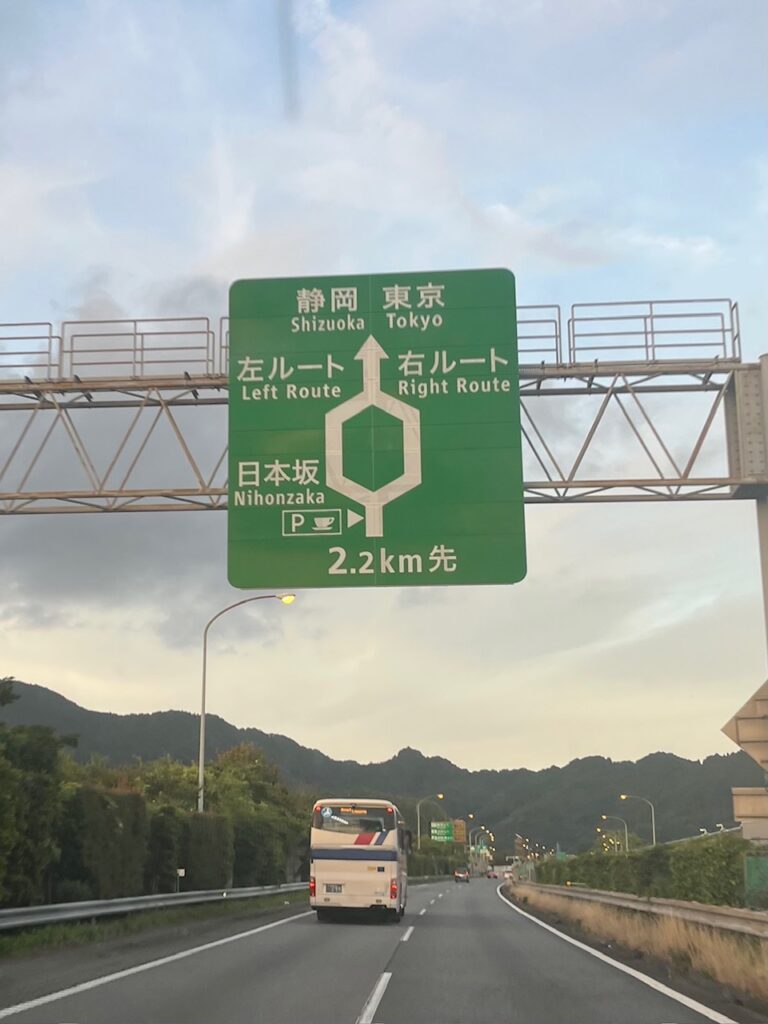 静岡 東京
Shizuoka Tokyo
左ルート 右ルート
Left Route Right Route
日本坂
Nihonzaka
P
2.2km先